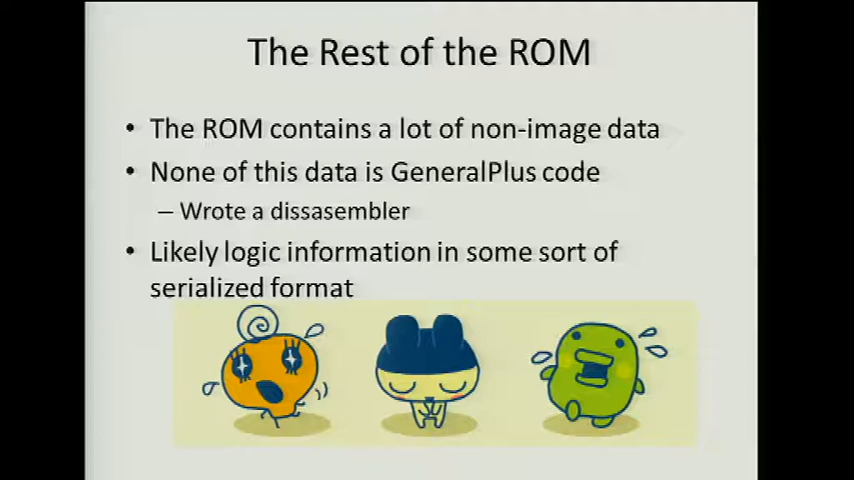 The Rest of the ROM
• The ROM contains a lot of non-image data
• None of this data is GeneralPlus code
– Wrote a dissasembler
• Likely logic information in some sort of
serialized format